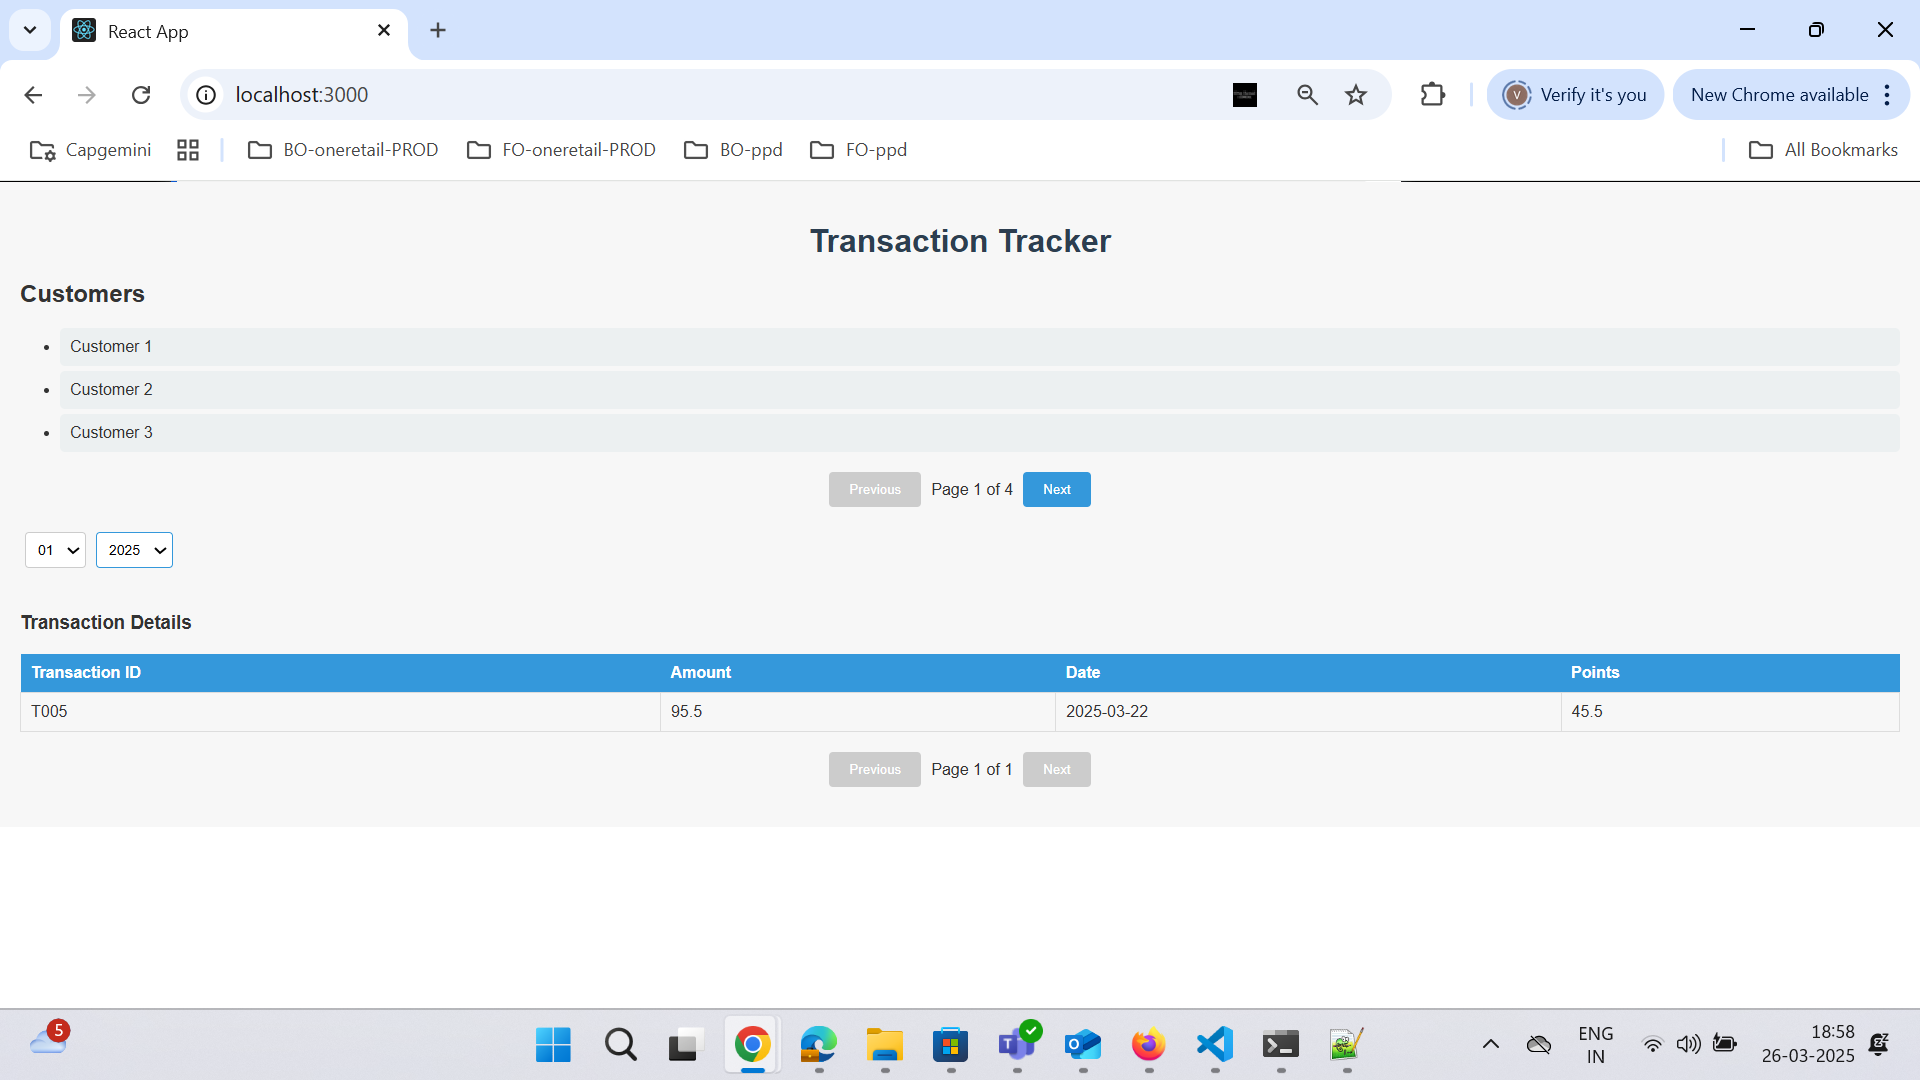 React App
localhost:3000
Verify it's you
New Chrome available
Capgemini
BO-oneretail-PROD
FO-oneretail-PROD
BO-ppd
FO-ppd
All Bookmarks
Transaction Tracker
Customers
Customer 1
Customer 2
Customer 3
Previous Page 1 of 4 Next
01 2025
Transaction Details
Transaction ID Amount Date Points
T005 95.5 2025-03-22 45.5
Previous Page 1 of 1 Next
5
ENG
IN
18:58
26-03-2025